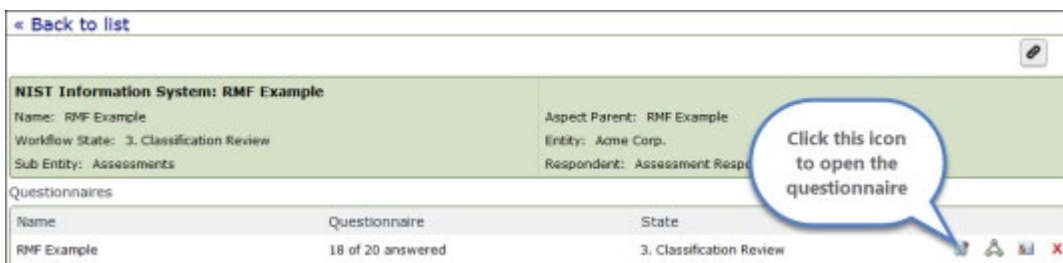 « Back to list
NIST Information System: RMF Example
Name: RMF Example
Aspect Parent: RMF Example
Workflow State: 3. Classification Review
Entity: Acme Corp.
Sub Entity: Assessments
Respondent: Assessment Respo
Click this icon
to open the
questionnaire
Questionnaires
Name Questionnaire State
RMF Example 18 of 20 answered 3. Classification Review